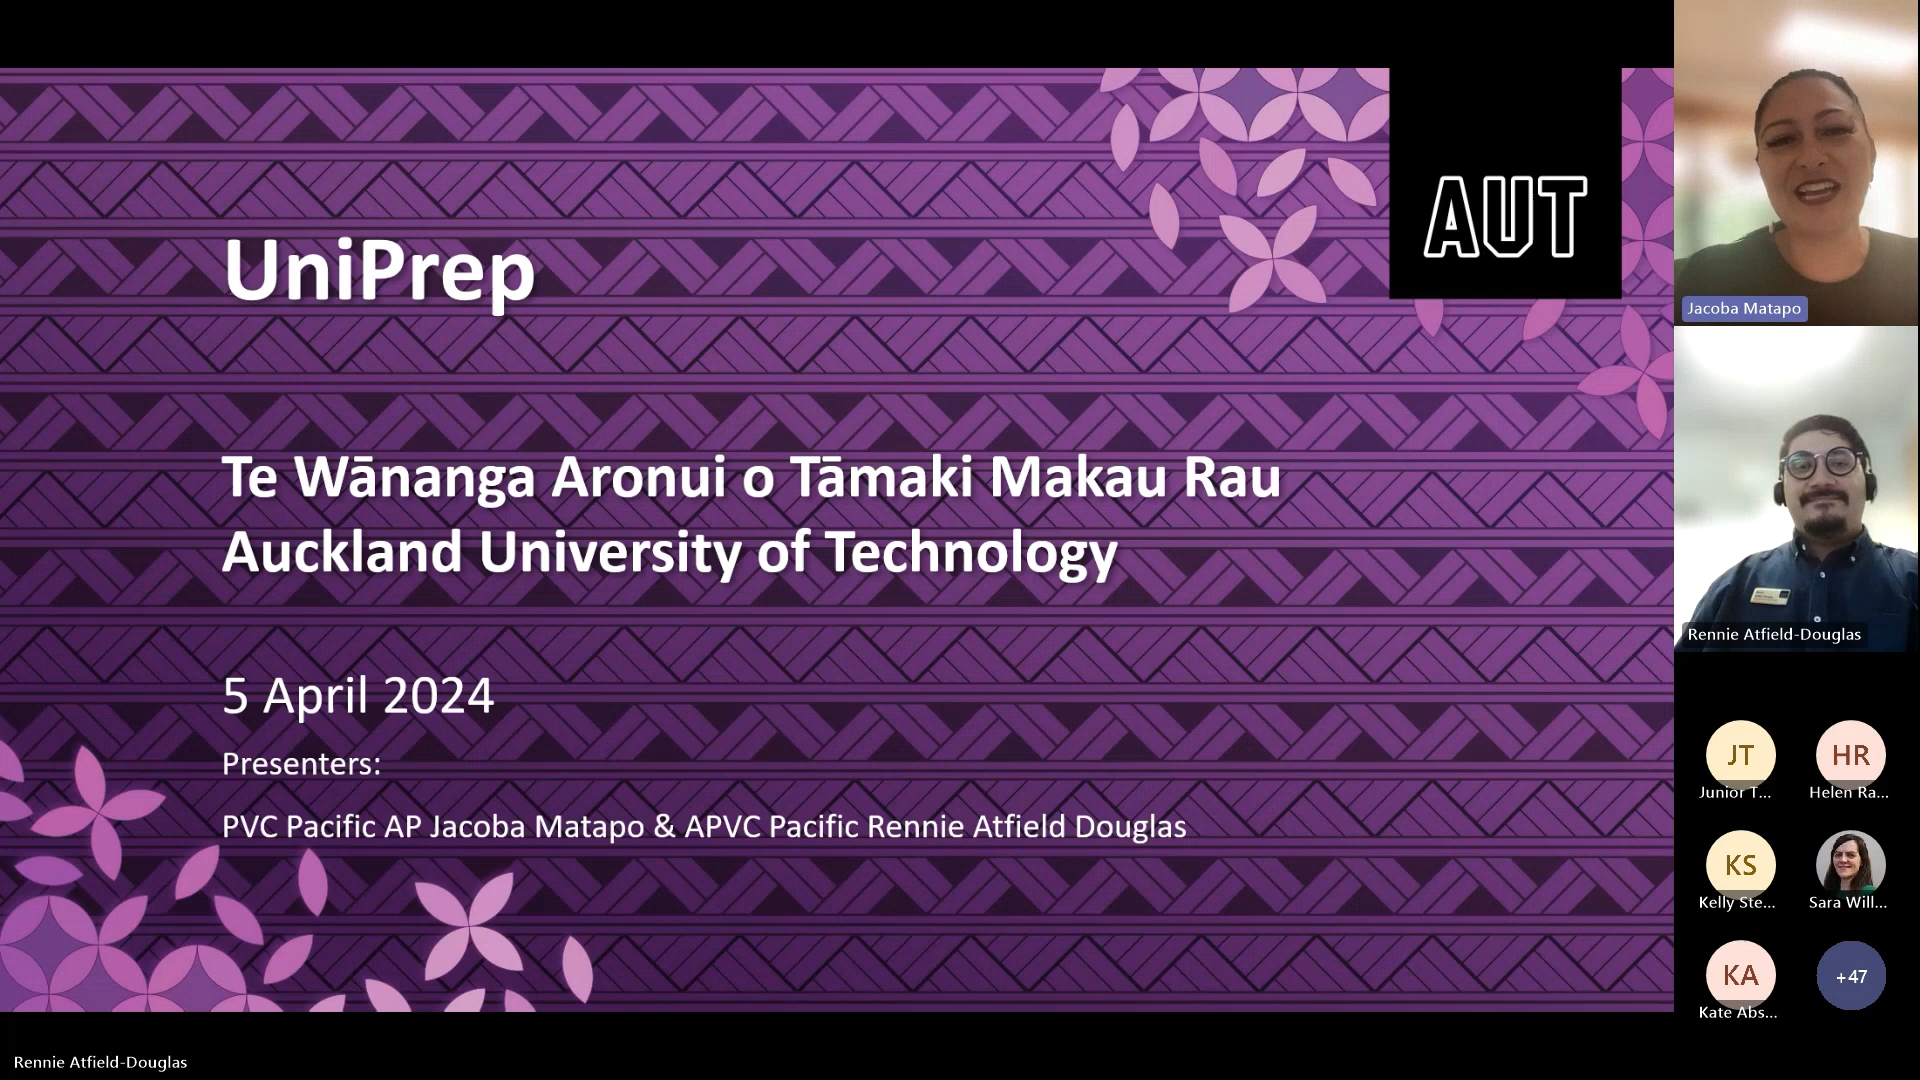 AUT
UniPrep
Te Wānanga Aronui o Tāmaki Makau Rau
Auckland University of Technology
5 April 2024
Presenters:
PVC Pacific AP Jacoba Matapo & APVC Pacific Rennie Atfield Douglas
Jacoba Matapo
Rennie Atfield-Douglas
JT
HR
Junior T...
Helen Ra...
KS
Kelly Ste...
Sara Will...
KA
+47
Kate Abs...
Rennie Atfield-Douglas